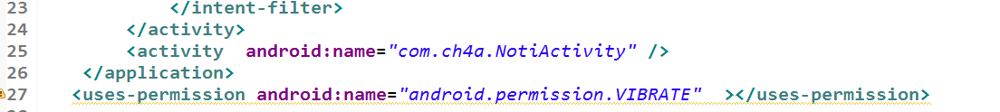 23 </intent-filter>
24 </activity>
25 <activity  android:name="com.ch4a.NotiActivity" />
26 </application>
27 <uses-permission android:name="android.permission.VIBRATE"  ></uses-permission>